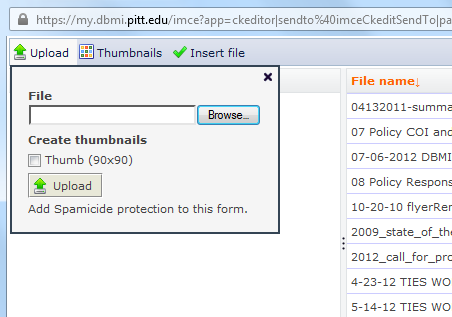 https://my.dbmi.pitt.edu/imce?app=ckeditor|sendto%40imceCkeditSendTo|pa
Upload Thumbnails Insert file
File
Browse...
Create thumbnails
Thumb (90x90)
Upload
Add Spamicide protection to this form.
File name↓
04132011-summa
07 Policy COI and
07-06-2012 DBMI
08 Policy Respons
10-20-10 flyerRer
2009_state_of_the
2012_call_for_pro
4-23-12 TIES WO
5-14-12 TIES WO